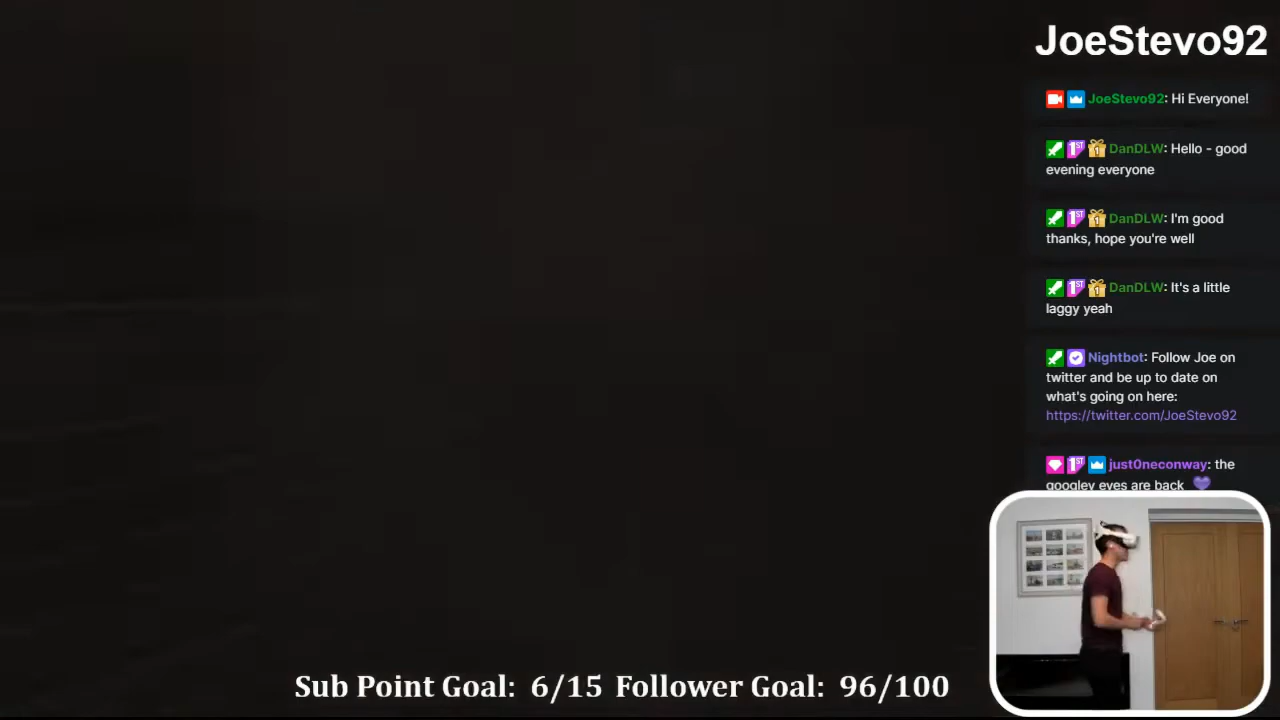 JoeStevo92
JoeStevo92: Hi Everyone!
DanDLW: Hello - good
evening everyone
DanDLW: I'm good
thanks, hope you're well
DanDLW: It's a little
laggy yeah
Nightbot: Follow Joe on
twitter and be up to date on
what's going on here:
https://twitter.com/JoeStevo92
just0neconway: the
googley eyes are back
Sub Point Goal: 6/15 Follower Goal: 96/100